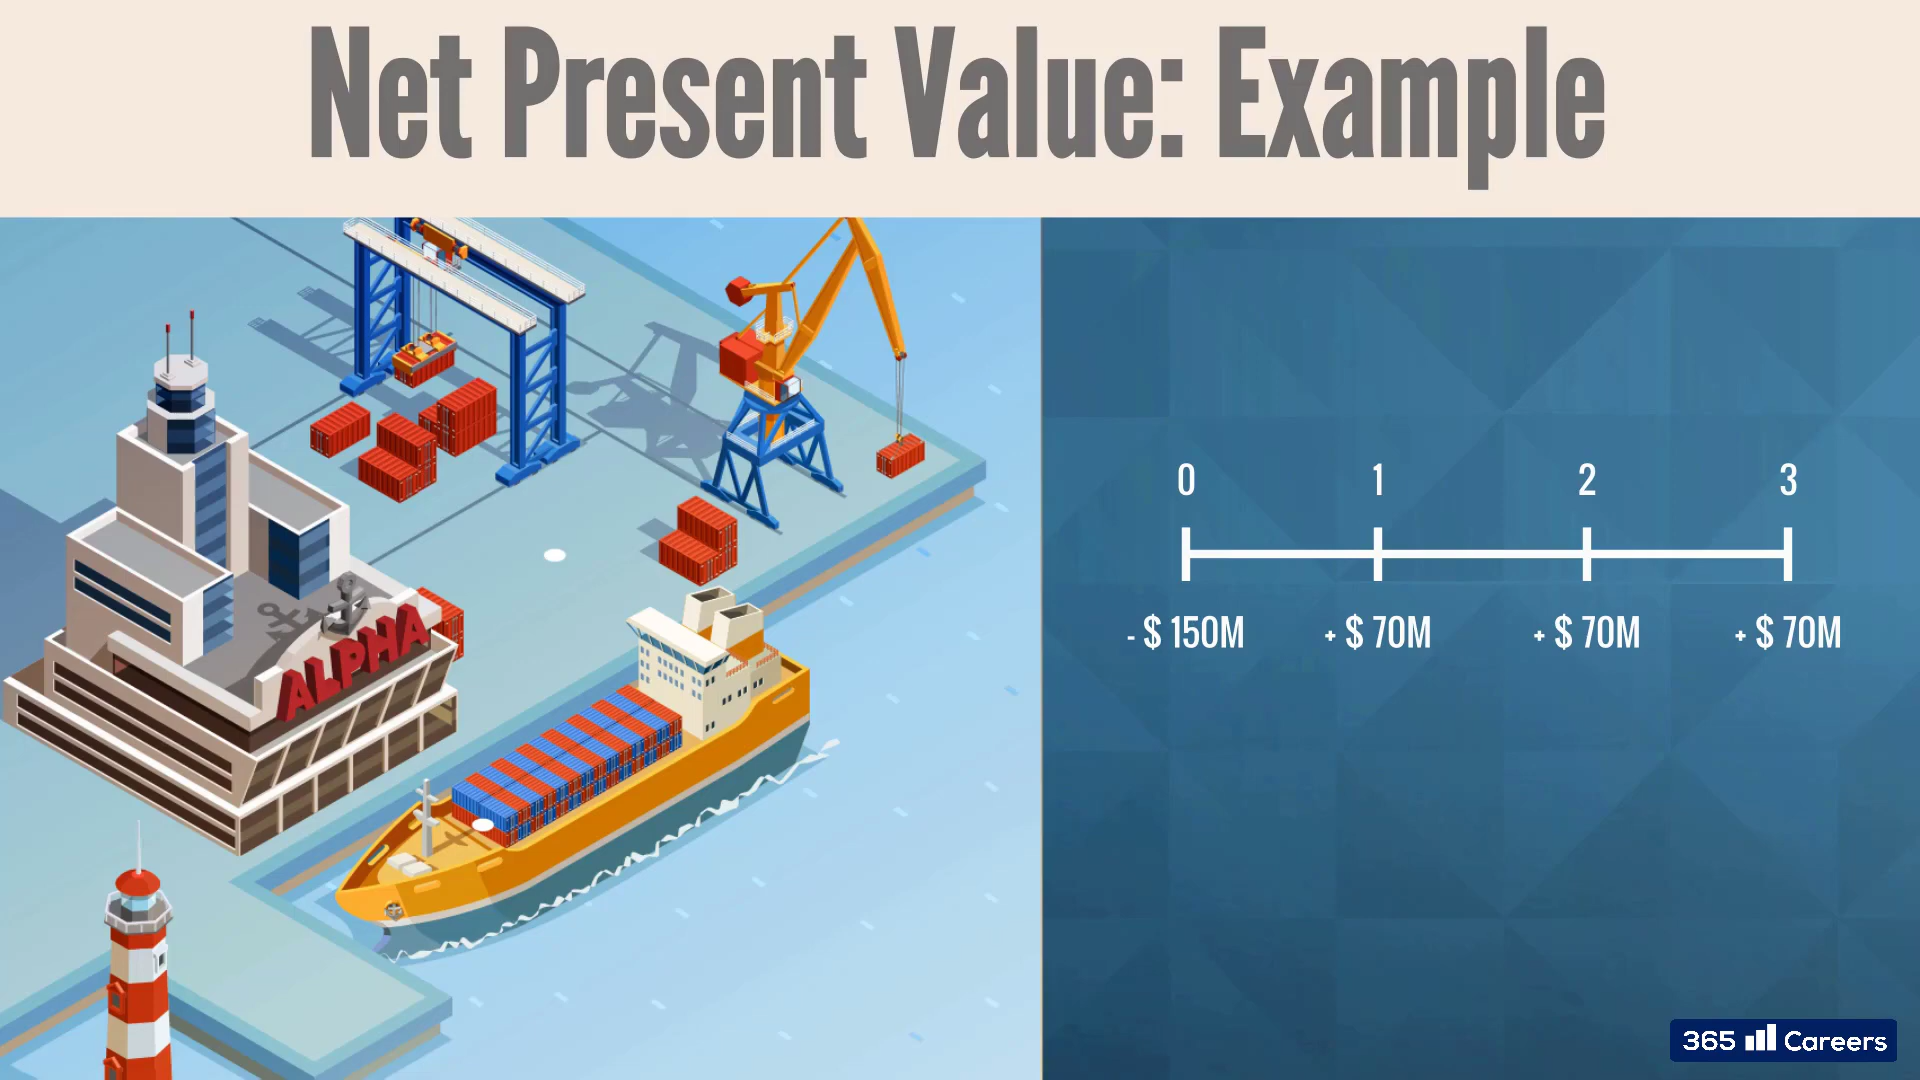 Net Present Value: Example
ALPHA
0 1 2 3
- $ 150M + $ 70M + $ 70M + $ 70M
365 Careers